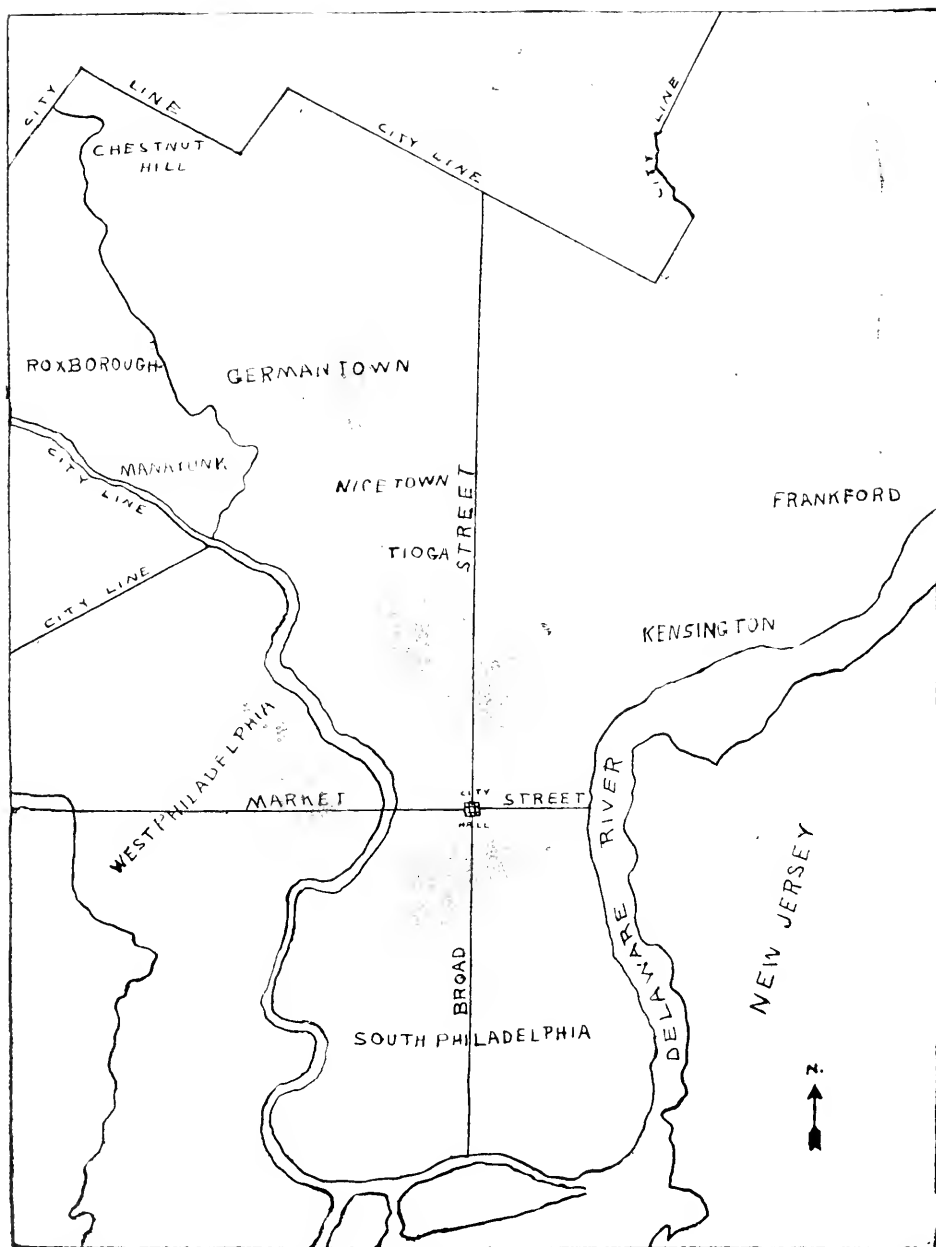 CITY LINE
CHESTNUT
HILL
CITY LINE
CITY LINE
ROXBOROUGH
GERMANTOWN
MANATUNK
CITY LINE
NICETOWN
STREET
FRANKFORD
TIOGA
CITY LINE
KENSINGTON
WEST PHILADELPHIA
MARKET
CITY
HALL
STREET
DELAWARE RIVER
NEW JERSEY
BROAD
SOUTH PHILADELPHIA
N.